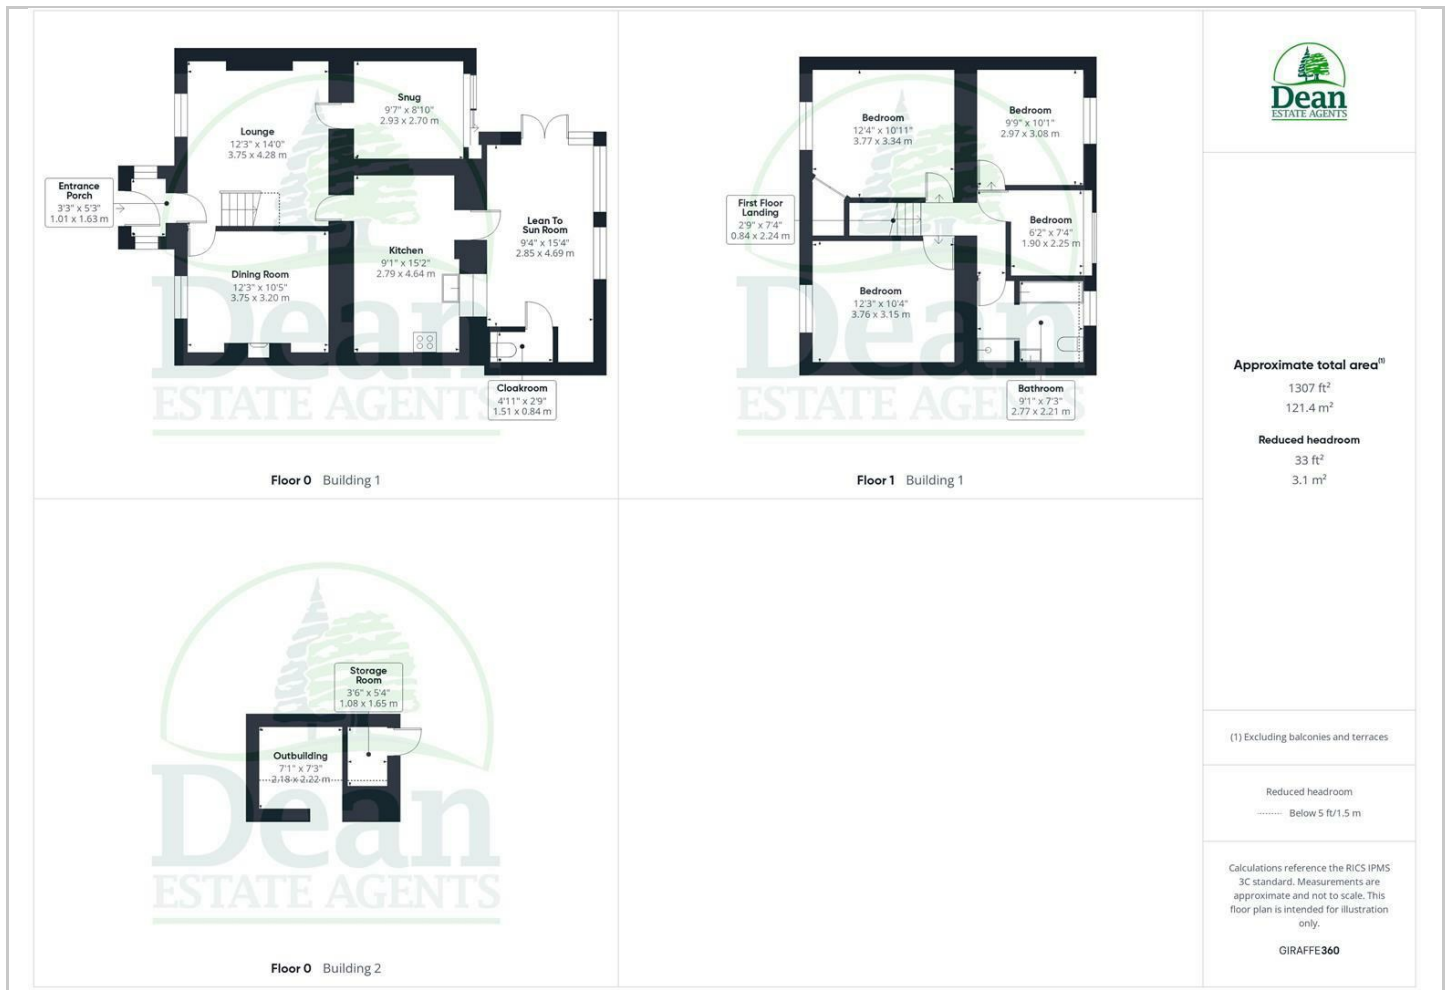 Snug
9'7" x 8'10"
2.93 x 2.70 m
Lounge
12'3" x 14'0"
3.75 x 4.28 m
Entrance
Porch
3'3" x 5'3"
1.01 x 1.63 m
Lean To
Sun Room
9'4" x 15'4"
2.85 x 4.69 m
Kitchen
9'1" x 15'2"
2.79 x 4.64 m
Dining Room
12'3" x 10'5"
3.75 x 3.20 m
Cloakroom
4'11" x 2'9"
1.51 x 0.84 m
Dean
ESTATE AGENTS
Floor 0 Building 1
Bedroom
12'4" x 10'11"
3.77 x 3.34 m
Bedroom
9'9" x 10'1"
2.97 x 3.08 m
First Floor
Landing
2'9" x 7'4"
0.84 x 2.24 m
Bedroom
6'2" x 7'4"
1.90 x 2.25 m
Bedroom
12'3" x 10'4"
3.76 x 3.15 m
Bathroom
9'1" x 7'3"
2.77 x 2.21 m
Dean
ESTATE AGENTS
Floor 1 Building 1
Storage
Room
3'6" x 5'4"
1.08 x 1.65 m
Outbuilding
7'1" x 7'3"
2.18 x 2.22 m
Dean
ESTATE AGENTS
Floor 0 Building 2
Dean
ESTATE AGENTS
Approximate total area(1)
1307 ft²
121.4 m²
Reduced headroom
33 ft²
3.1 m²
(1) Excluding balconies and terraces
Reduced headroom
Below 5 ft/1.5 m
Calculations reference the RICS IPMS
3C standard. Measurements are
approximate and not to scale. This
floor plan is intended for illustration
only.
GIRAFFE360